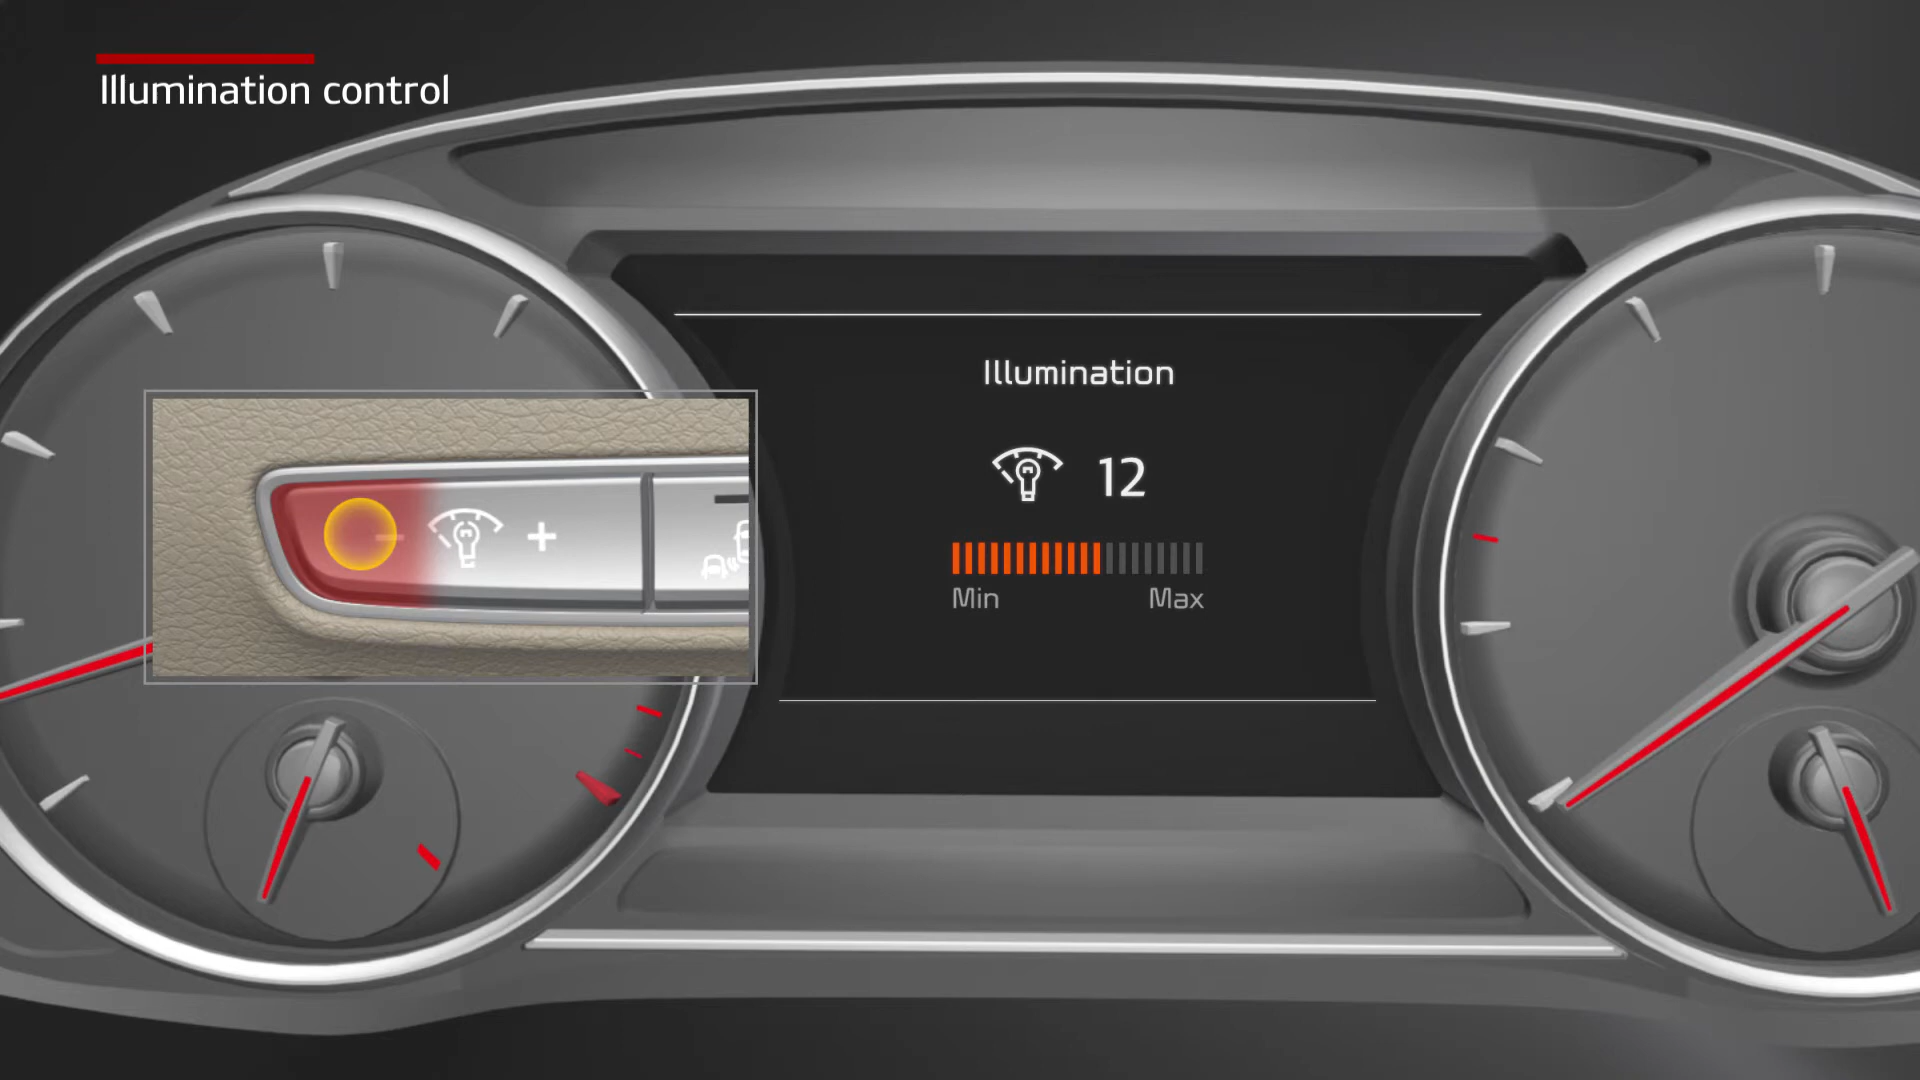 Illumination control
Illumination
12
Min Max
- +